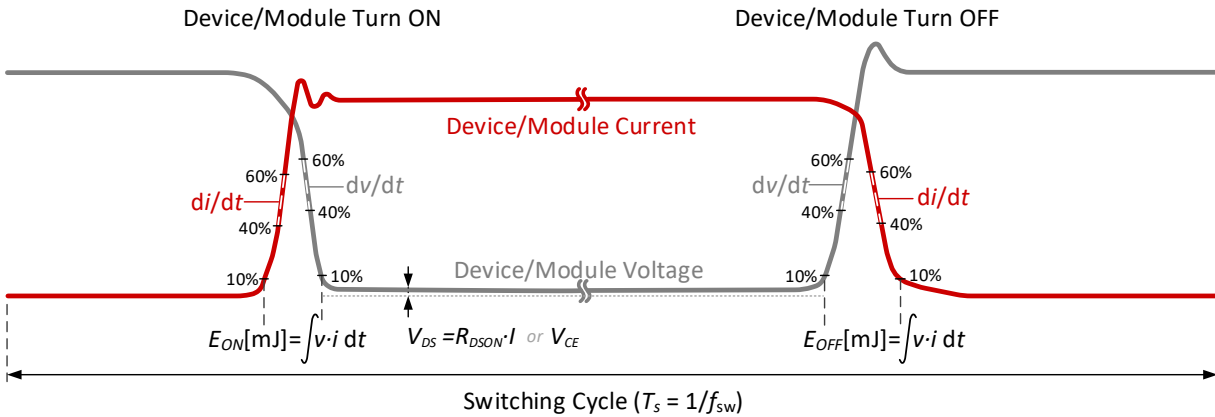 Device/Module Turn ON
Device/Module Turn OFF
Device/Module Current
60%
60%
60%
60%
di/dt
dv/dt
dv/dt
di/dt
40%
40%
40%
40%
10%
10%
Device/Module Voltage
10%
10%
E_ON[mJ]=∫v·i dt
V_DS =R_DSON·I or V_CE
E_OFF[mJ]=∫v·i dt
Switching Cycle (T_s = 1/f_sw)